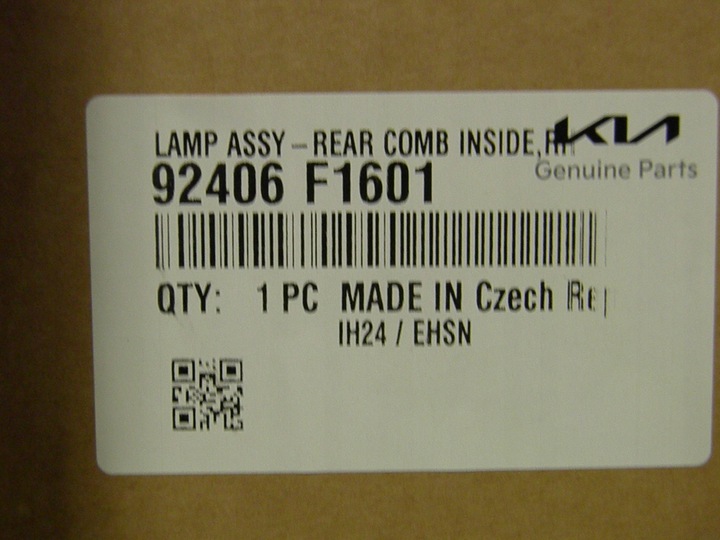 LAMP ASSY – REAR COMB INSIDE,RH
KIA
Genuine Parts
92406 F1601
QTY: 1 PC MADE IN Czech
IH24 / EHSN